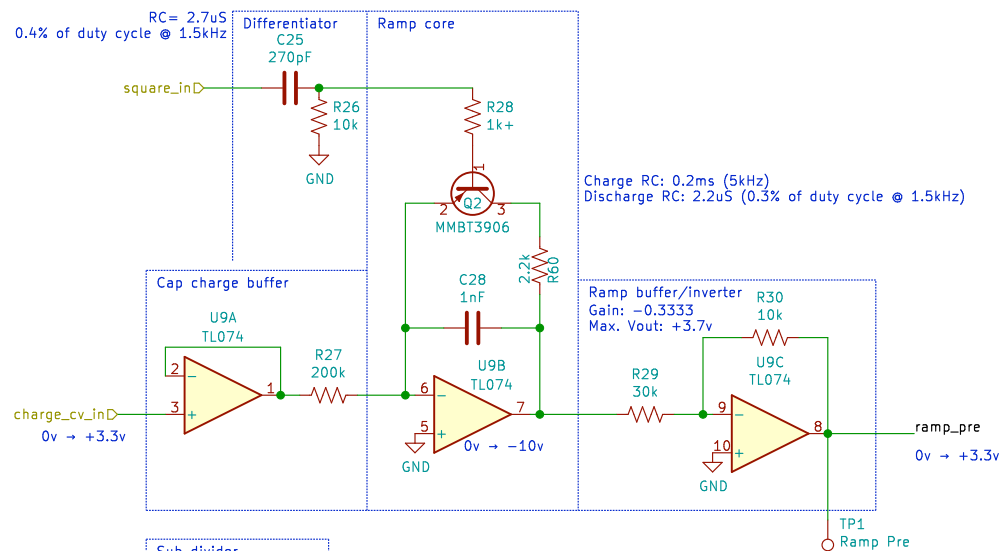 RC= 2.7uS
0.4% of duty cycle @ 1.5kHz
Differentiator
Ramp core
C25
270pF
square_in
R26
10k
GND
R28
1k+
1
2
Q2
3
MMBT3906
Charge RC: 0.2ms (5kHz)
Discharge RC: 2.2uS (0.3% of duty cycle @ 1.5kHz)
2.2k
R60
C28
1nF
Cap charge buffer
U9A
TL074
2
3
1
charge_cv_in
0v → +3.3v
R27
200k
U9B
TL074
6
5
7
GND
0v → -10v
Ramp buffer/inverter
Gain: -0.3333
Max. Vout: +3.7v
R30
10k
R29
30k
U9C
TL074
9
10
8
GND
ramp_pre
0v → +3.3v
TP1
Ramp Pre
Sub divider